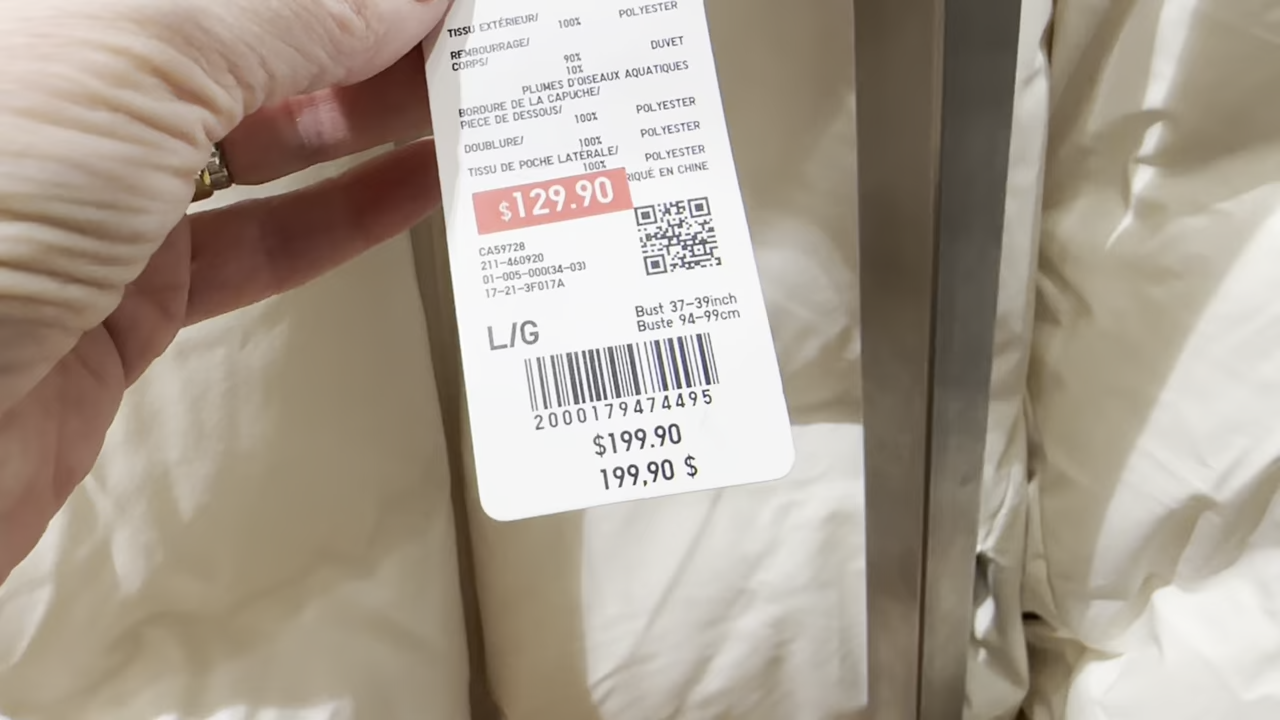 TISSU EXTÉRIEUR/
100% POLYESTER
REMBOURRAGE/
CORPS/
90% DUVET
10%
PLUMES D'OISEAUX AQUATIQUES
BORDURE DE LA CAPUCHE/
PIECE DE DESSOUS/
100% POLYESTER
DOUBLURE/
100% POLYESTER
TISSU DE POCHE LATÉRALE/
100% POLYESTER
RIQUÉ EN CHINE
$129.90
CA59728
211-460920
01-005-000(34-03)
17-21-3F017A
L/G
Bust 37-39inch
Buste 94-99cm
2000179474495
$199.90
199,90 $